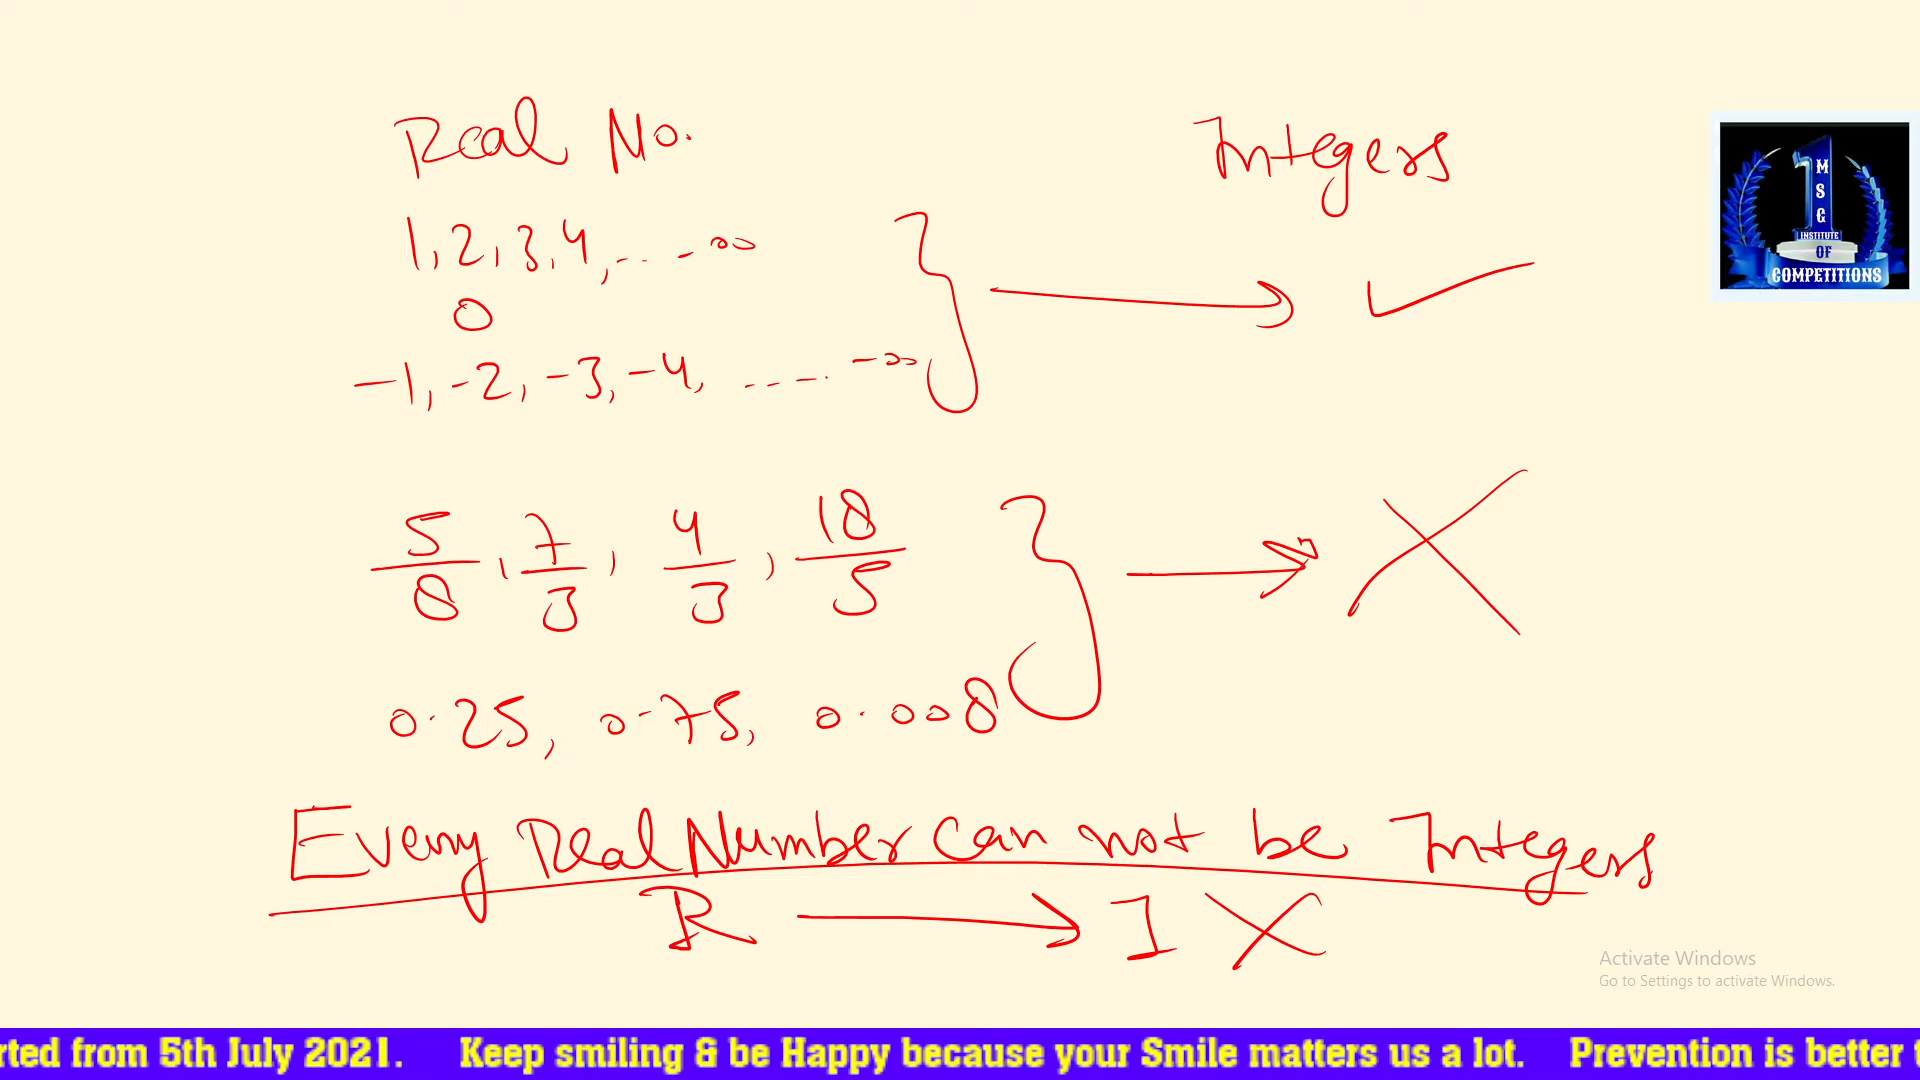 Real No.
Integers
1, 2, 3, 4, ..... ∞
0
-1, -2, -3, -4, ..... -∞
5/8, 7/3, 4/3, 18/5
0.25, 0.75, 0.008
Every Real Number can not be Integers
R → I X
1
MSG
INSTITUTE
OF
COMPETITIONS
Activate Windows
Go to Settings to activate Windows.
rted from 5th July 2021. Keep smiling & be Happy because your Smile matters us a lot. Prevention is better t